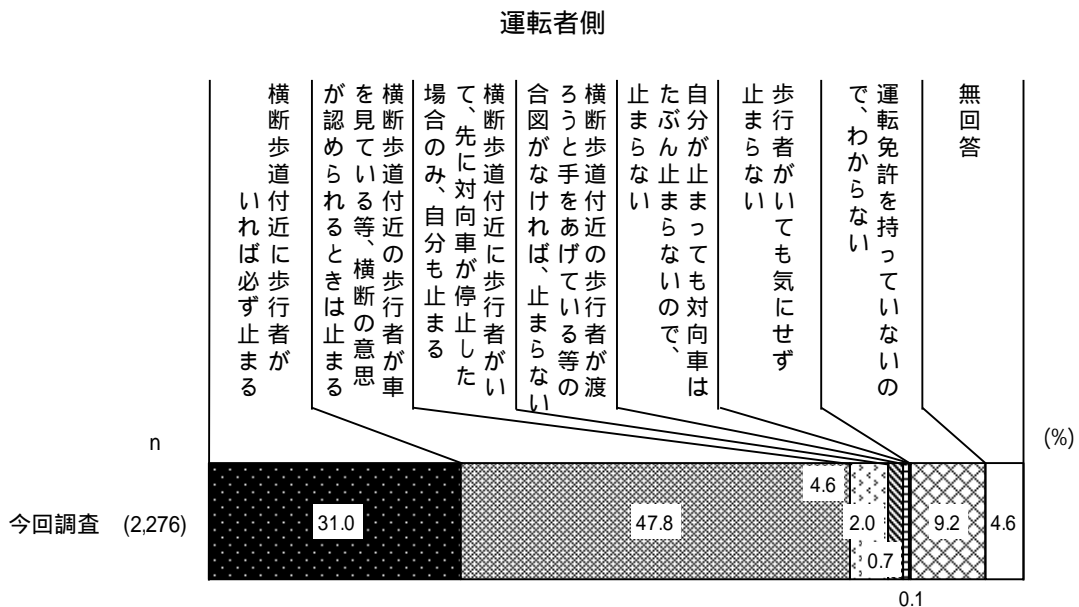 運転者側
横断歩道付近に歩行者が
いれば必ず止まる
横断歩道付近の歩行者が車
を見ている等、横断の意思
が認められるときは止まる
横断歩道付近に歩行者がい
て、先に対向車が停止した
場合のみ、自分も止まる
横断歩道付近の歩行者が渡
ろうと手をあげている等の
合図がなければ、止まらない
自分が止まっても対向車は
たぶん止まらないので、
止まらない
歩行者がいても気にせず
止まらない
運転免許を持っていないの
で、わからない
無回答
n
(%)
今回調査 (2,276)
31.0
47.8
4.6
2.0
0.7
0.1
9.2
4.6